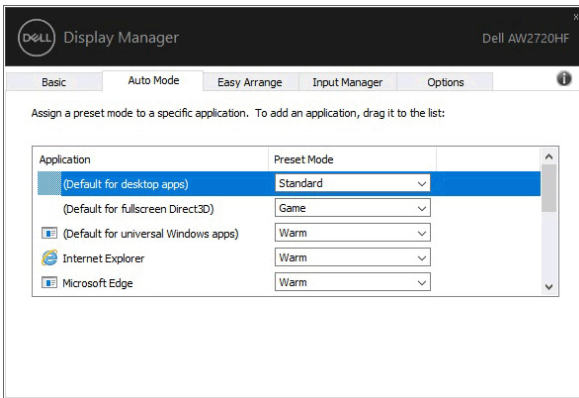 DELL Display Manager Dell AW2720HF
Basic Auto Mode Easy Arrange Input Manager Options
Assign a preset mode to a specific application. To add an application, drag it to the list:
Application Preset Mode
(Default for desktop apps) Standard
(Default for fullscreen Direct3D) Game
(Default for universal Windows apps) Warm
Internet Explorer Warm
Microsoft Edge Warm